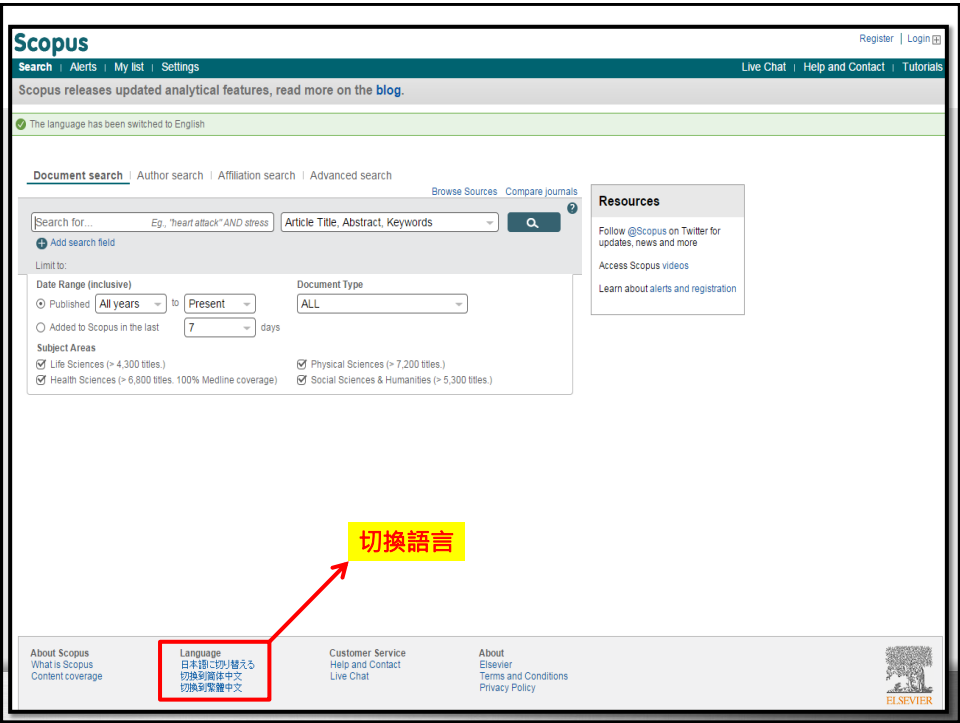 Scopus
Register | Login
Search | Alerts | My list | Settings
Live Chat | Help and Contact | Tutorials
Scopus releases updated analytical features, read more on the blog.
The language has been switched to English
Document search | Author search | Affiliation search | Advanced search
Browse Sources Compare journals
Search for... Eg., "heart attack" AND stress Article Title, Abstract, Keywords
?
Add search field
Limit to:
Date Range (inclusive)
Published All years to Present
Added to Scopus in the last 7 days
Document Type
ALL
Subject Areas
Life Sciences (> 4,300 titles.)
Physical Sciences (> 7,200 titles.)
Health Sciences (> 6,800 titles. 100% Medline coverage)
Social Sciences & Humanities (> 5,300 titles.)
Resources
Follow @Scopus on Twitter for
updates, news and more
Access Scopus videos
Learn about alerts and registration
切換語言
About Scopus
What is Scopus
Content coverage
Language
日本語に切り替える
切换到简体中文
切換到繁體中文
Customer Service
Help and Contact
Live Chat
About
Elsevier
Terms and Conditions
Privacy Policy
ELSEVIER